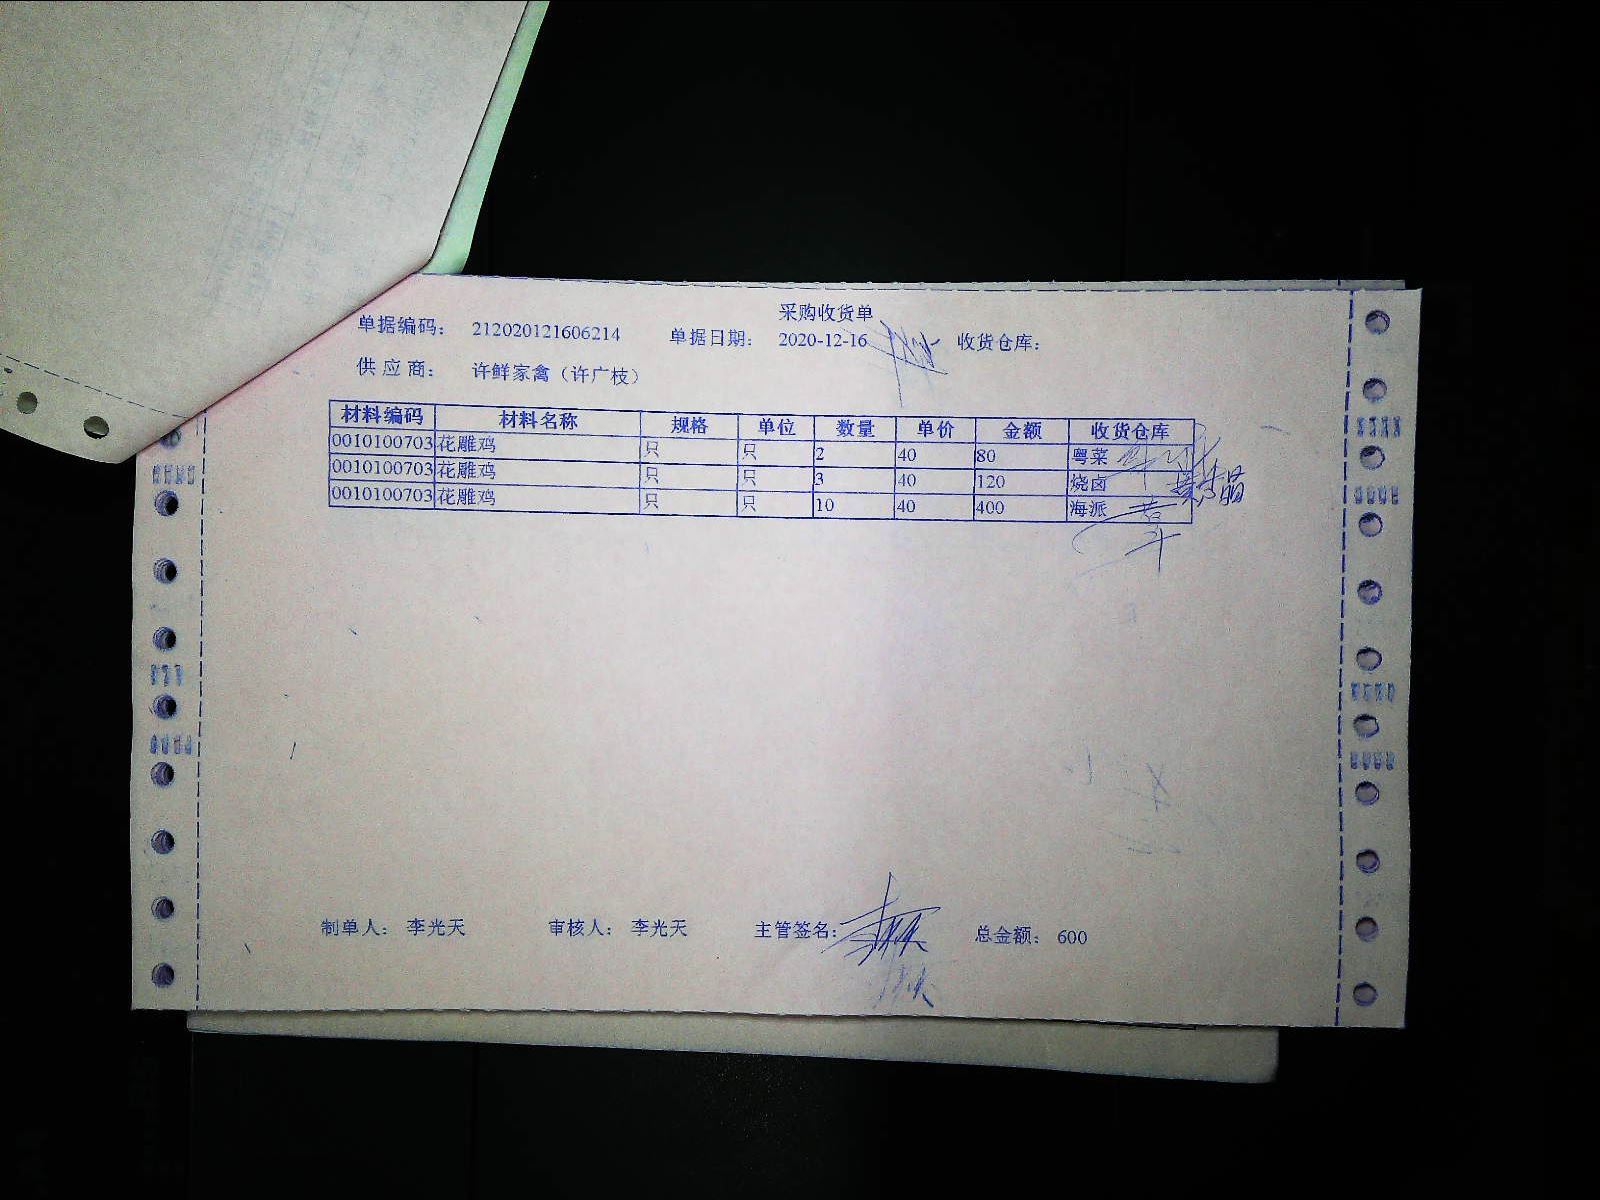 采购收货单
单据编码： 212020121606214 单据日期： 2020-12-16 收货仓库：
供 应 商： 许鲜家禽（许广枝）
材料编码 材料名称 规格 单位 数量 单价 金额 收货仓库
0010100703 花雕鸡 只 只 2 40 80 粤菜
0010100703 花雕鸡 只 只 3 40 120 烧卤
0010100703 花雕鸡 只 只 10 40 400 海派
制单人： 李光天 审核人： 李光天 主管签名： 总金额： 600